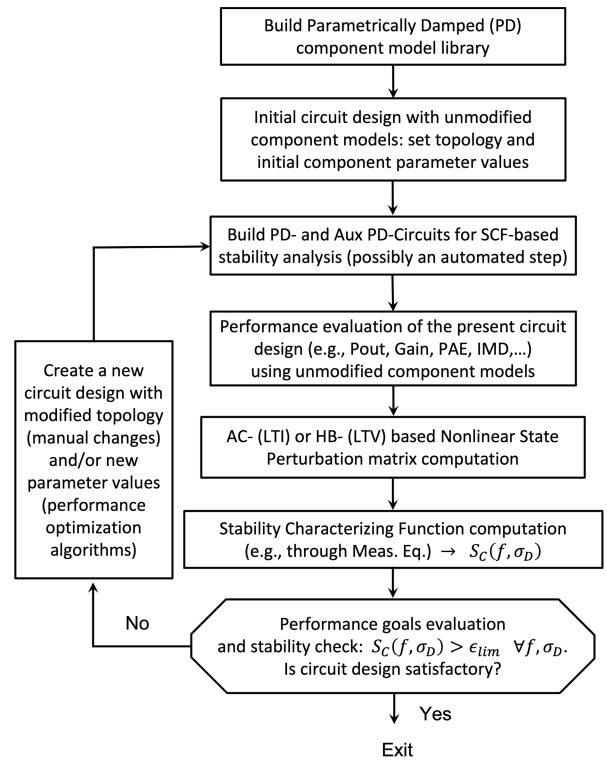 Build Parametrically Damped (PD)
component model library
Initial circuit design with unmodified
component models: set topology and
initial component parameter values
Build PD- and Aux PD-Circuits for SCF-based
stability analysis (possibly an automated step)
Performance evaluation of the present circuit
design (e.g., Pout, Gain, PAE, IMD,...)
using unmodified component models
AC- (LTI) or HB- (LTV) based Nonlinear State
Perturbation matrix computation
Stability Characterizing Function computation
(e.g., through Meas. Eq.) → S_C(f, σ_D)
Performance goals evaluation
and stability check: S_C(f, σ_D) > ϵ_lim ∀f, σ_D.
Is circuit design satisfactory?
No
Create a new
circuit design with
modified topology
(manual changes)
and/or new
parameter values
(performance
optimization
algorithms)
Yes
Exit